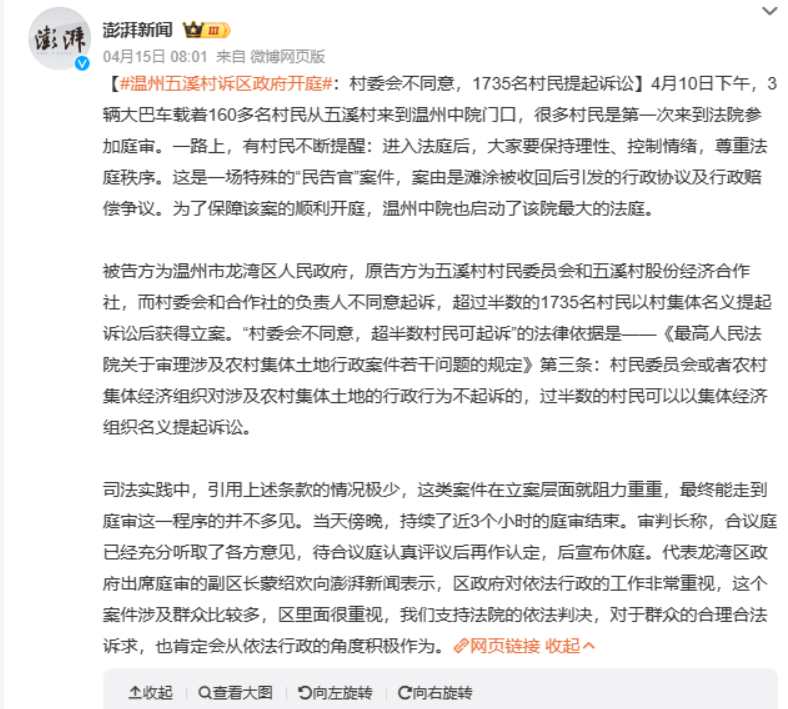 澎湃
澎湃新闻 III
04月15日 08:01 来自 微博网页版
【#温州五溪村诉区政府开庭#：村委会不同意，1735名村民提起诉讼】4月10日下午，3
辆大巴车载着160多名村民从五溪村来到温州中院门口，很多村民是第一次来到法院参
加庭审。一路上，有村民不断提醒：进入法庭后，大家要保持理性、控制情绪，尊重法
庭秩序。这是一场特殊的“民告官”案件，案由是滩涂被收回后引发的行政协议及行政赔
偿争议。为了保障该案的顺利开庭，温州中院也启动了该院最大的法庭。
被告方为温州市龙湾区人民政府，原告方为五溪村村民委员会和五溪村股份经济合作
社，而村委会和合作社的负责人不同意起诉，超过半数的1735名村民以村集体名义提起
诉讼后获得立案。“村委会不同意，超半数村民可起诉”的法律依据是——《最高人民法
院关于审理涉及农村集体土地行政案件若干问题的规定》第三条：村民委员会或者农村
集体经济组织对涉及农村集体土地的行政行为不起诉的，过半数的村民可以以集体经济
组织名义提起诉讼。
司法实践中，引用上述条款的情况极少，这类案件在立案层面就阻力重重，最终能走到
庭审这一程序的并不多见。当天傍晚，持续了近3个小时的庭审结束。审判长称，合议庭
已经充分听取了各方意见，待合议庭认真评议后再作认定，后宣布休庭。代表龙湾区政
府出席庭审的副区长蒙绍欢向澎湃新闻表示，区政府对依法行政的工作非常重视，这个
案件涉及群众比较多，区里面很重视，我们支持法院的依法判决，对于群众的合理合法
诉求，也肯定会从依法行政的角度积极作为。网页链接 收起
收起 查看大图 向左旋转 向右旋转